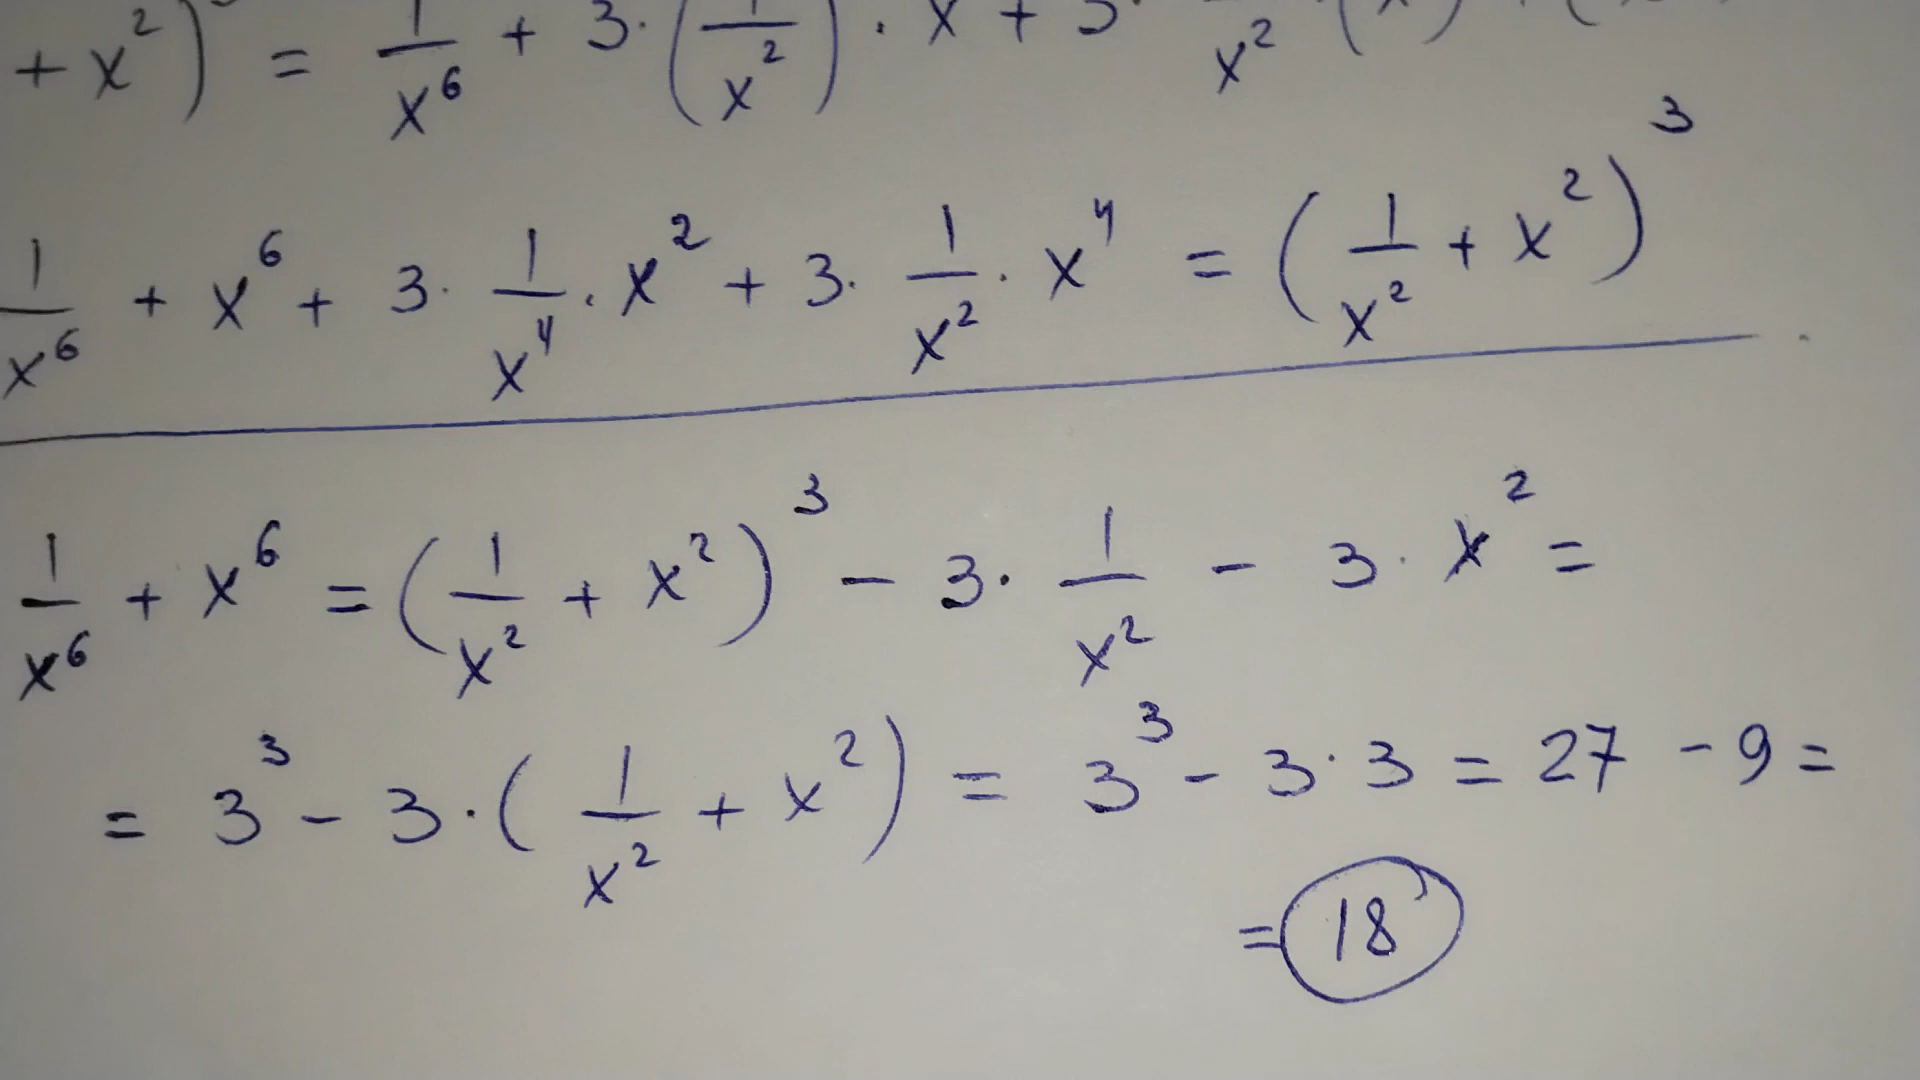 + x²) = 1/x⁶ + 3·(1/x²)· x + 3· 1/x² (x)
1/x⁶ + x⁶ + 3· 1/x⁴ · x² + 3· 1/x² · x⁴ = (1/x² + x²)³
1/x⁶ + x⁶ = (1/x² + x²)³ - 3· 1/x² - 3· x² =
= 3³ - 3·(1/x² + x²) = 3³ - 3·3 = 27 - 9 =
= 18